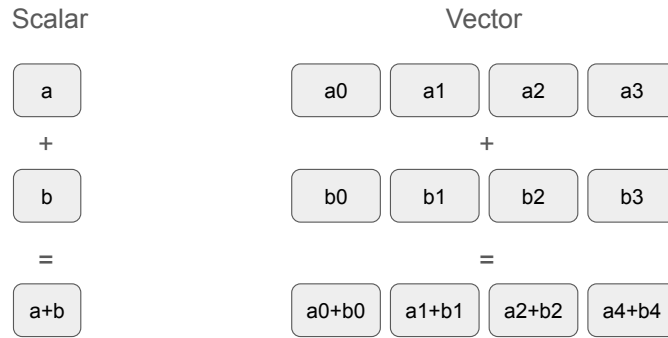 Scalar Vector
a a0 a1 a2 a3
+ +
b b0 b1 b2 b3
= =
a+b a0+b0 a1+b1 a2+b2 a4+b4